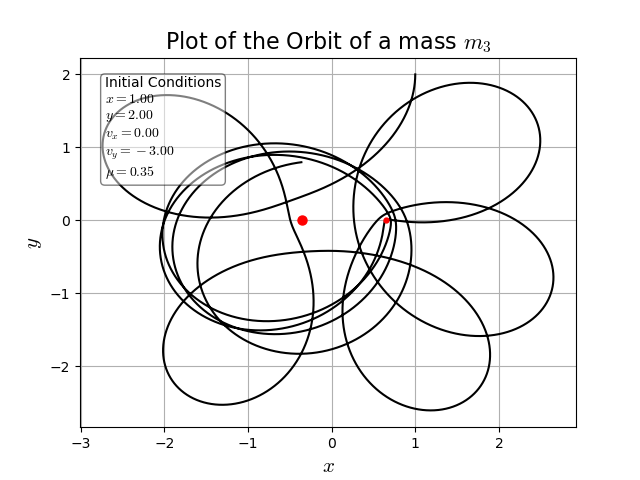 Plot of the Orbit of a mass m₃
Initial Conditions
x = 1.00
y = 2.00
vₓ = 0.00
v_y = −3.00
μ = 0.35
2
1
0
−1
−2
y
−3 −2 −1 0 1 2
x